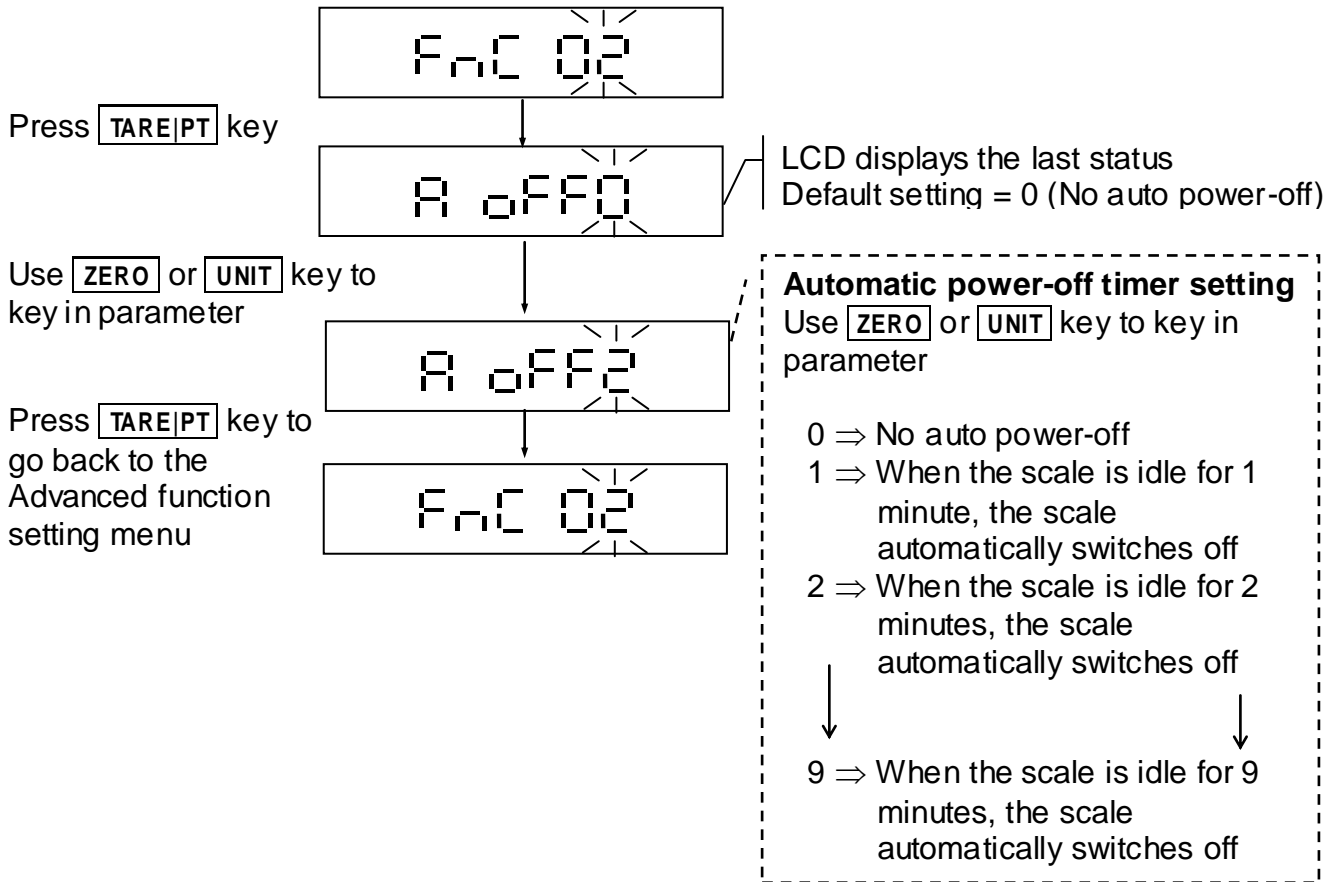 FnC 02
Press TARE|PT key
A oFF0
LCD displays the last status
Default setting = 0 (No auto power-off)
Use ZERO or UNIT key to
key in parameter
A oFF2
Press TARE|PT key to
go back to the
Advanced function
setting menu
FnC 02
Automatic power-off timer setting
Use ZERO or UNIT key to key in
parameter
0 ⇒ No auto power-off
1 ⇒ When the scale is idle for 1
minute, the scale
automatically switches off
2 ⇒ When the scale is idle for 2
minutes, the scale
automatically switches off
9 ⇒ When the scale is idle for 9
minutes, the scale
automatically switches off